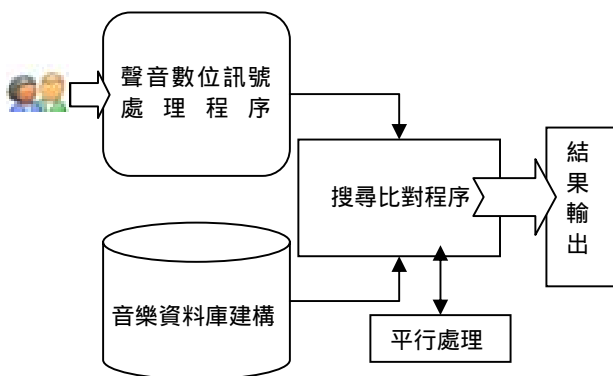 聲音數位訊號
處理程序
搜尋比對程序
結果輸出
音樂資料庫建構
平行處理